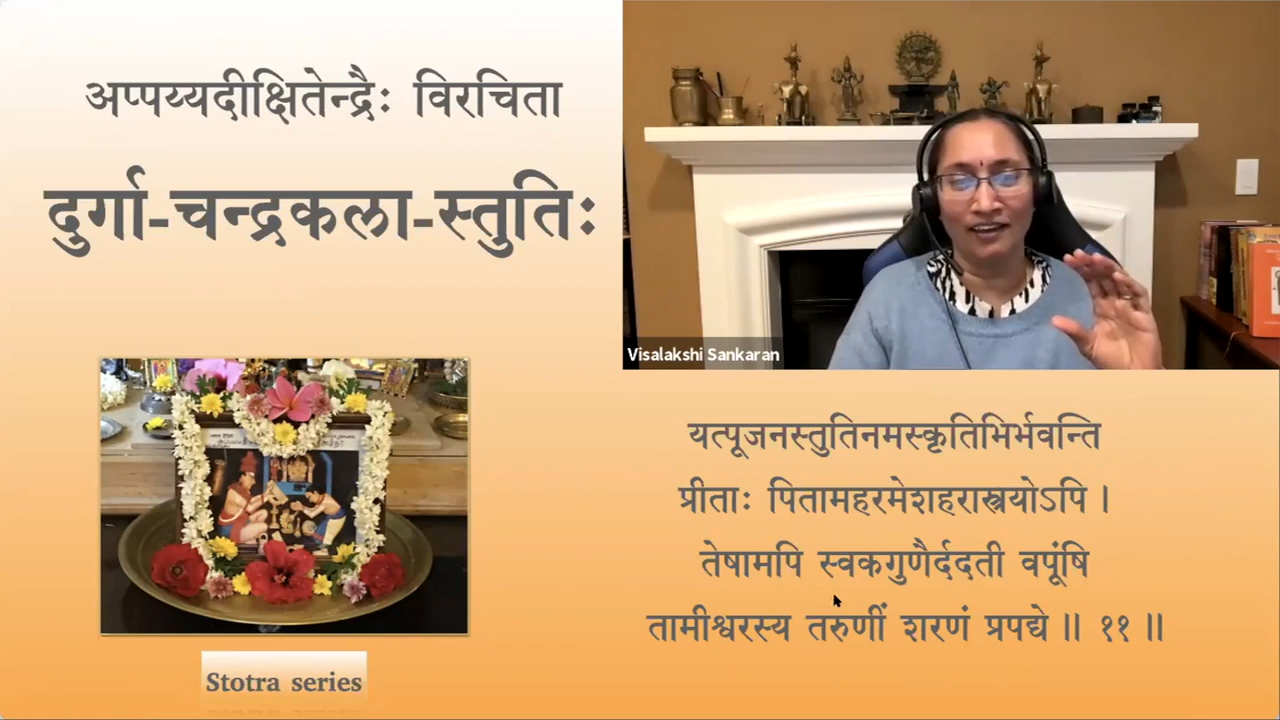 अप्पय्यदीक्षितेन्द्रैः विरचिता
दुर्गा-चन्द्रकला-स्तुतिः
Stotra series
Visalakshi Sankaran
यत्पूजनस्तुतिनमस्कृतिभिर्भवन्ति
प्रीताः पितामहरमेशहरास्त्रयोऽपि ।
तेषामपि स्वकगुणैर्ददती वपूंषि
तामीश्वरस्य तरुणीं शरणं प्रपद्ये ॥ ११ ॥